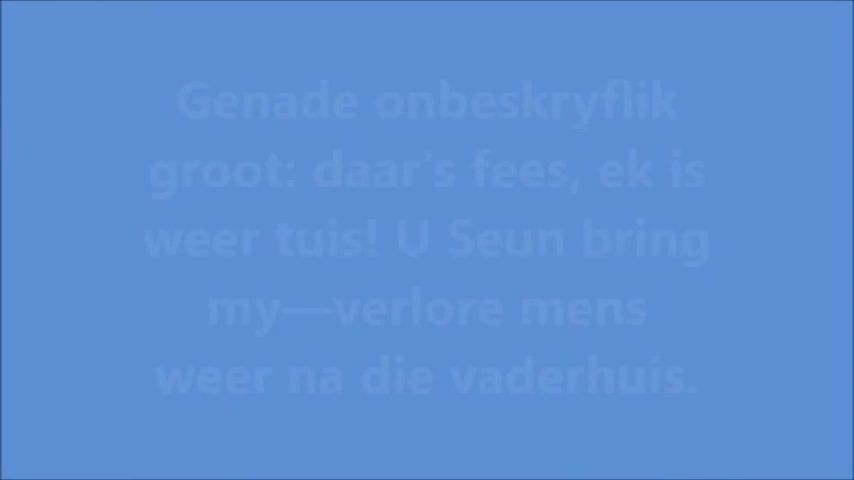 Genade onbeskryflik
groot: daar's fees, ek is
weer tuis! U Seun bring
my—verlore mens
weer na die vaderhuis.